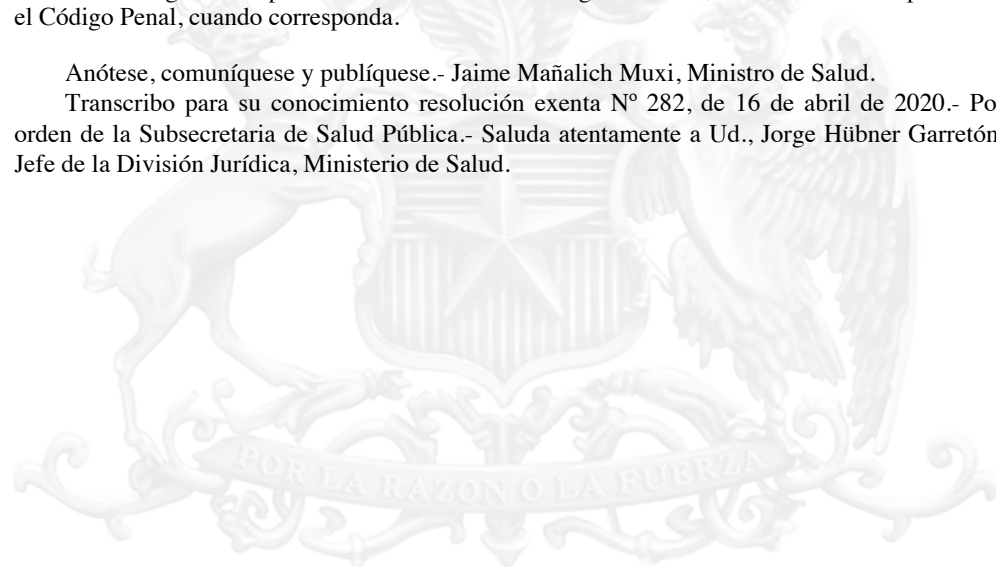 el Código Penal, cuando corresponda.
Anótese, comuníquese y publíquese.- Jaime Mañalich Muxi, Ministro de Salud.
Transcribo para su conocimiento resolución exenta Nº 282, de 16 de abril de 2020.- Po
orden de la Subsecretaria de Salud Pública.- Saluda atentamente a Ud., Jorge Hübner Garretón
Jefe de la División Jurídica, Ministerio de Salud.
POR LA RAZON O LA FUERZA